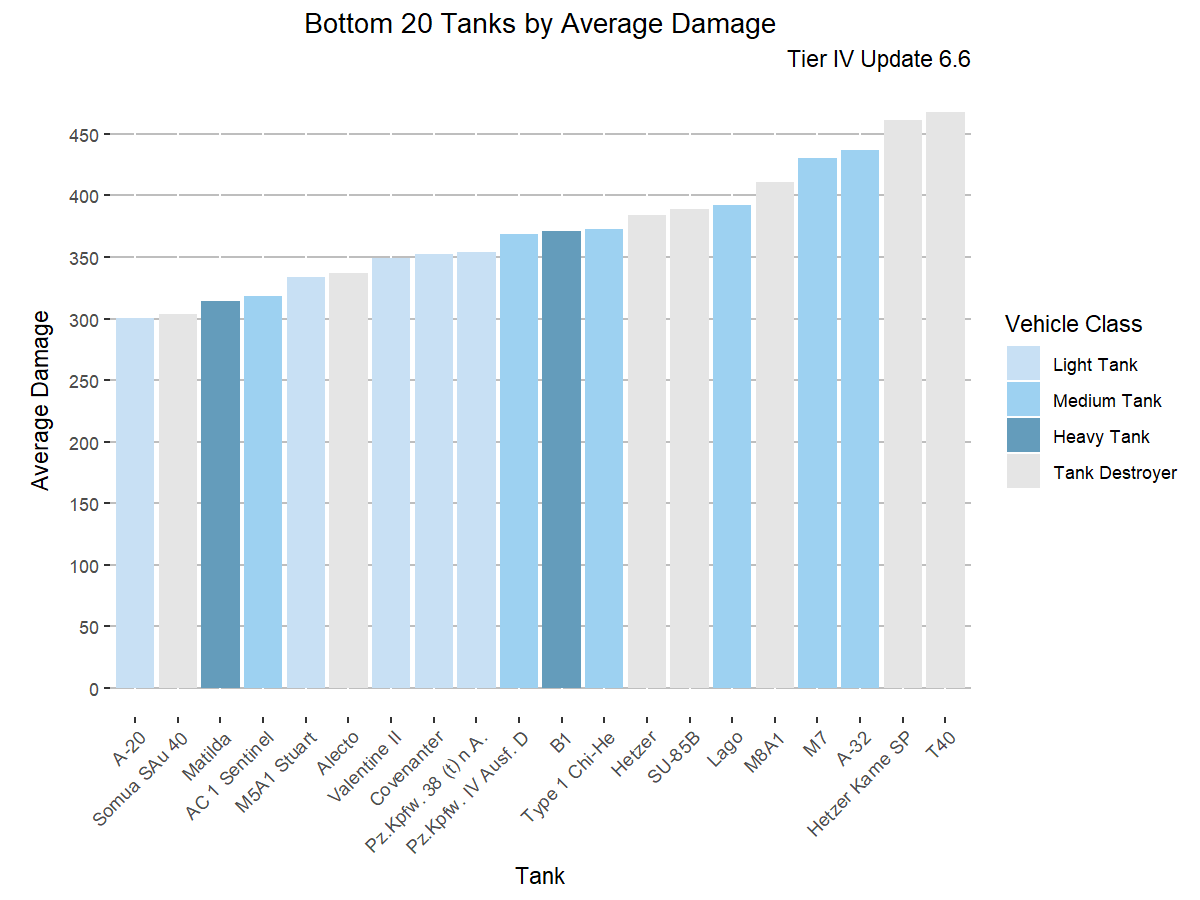 Bottom 20 Tanks by Average Damage
Tier IV Update 6.6
Average Damage
450
400
350
300
250
200
150
100
50
0
A-20
Somua SAu 40
Matilda
AC 1 Sentinel
M5A1 Stuart
Alecto
Valentine II
Covenanter
Pz.Kpfw. 38 (t) n.A.
Pz.Kpfw. IV Ausf. D
B1
Type 1 Chi-He
Hetzer
SU-85B
Lago
M8A1
M7
A-32
Hetzer Kame SP
T40
Tank
Vehicle Class
Light Tank
Medium Tank
Heavy Tank
Tank Destroyer